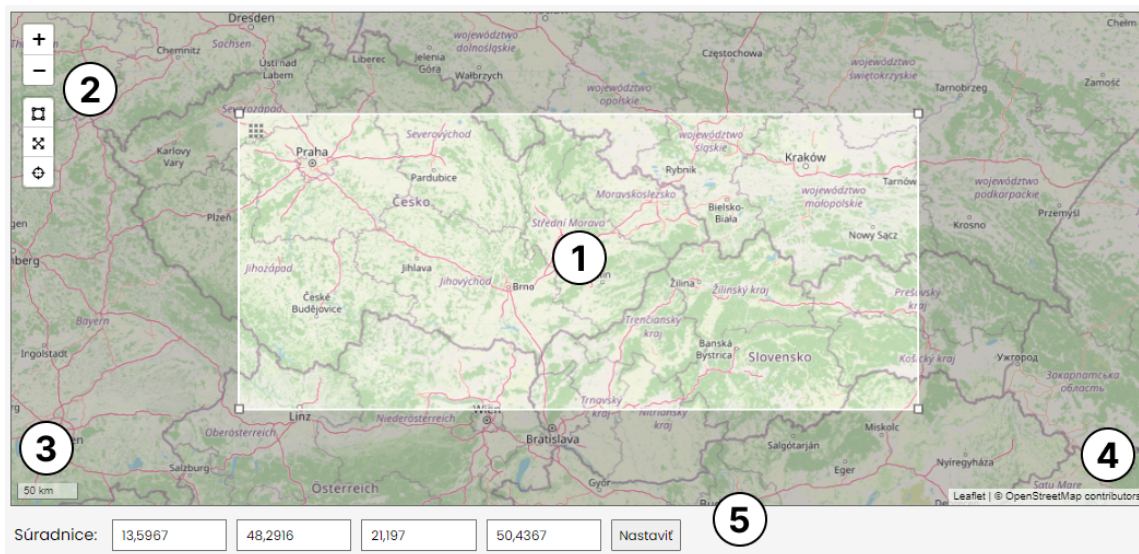 Dresden
Chełm
+
Chemnitz
Sachsen
województwo
dolnośląskie
Częstochowa
−
Ústí nad
Labem
Liberec
Jelenia
Góra
Wałbrzych
województwo
świętokrzyskie
2
województwo
opolskie
Tarnobrzeg
Zamość
Severozápad
Karlovy
Vary
Praha
Severovýchod
województwo
śląskie
Kraków
Pardubice
Rybnik
Tarnów
województwo
podkarpackie
Česko
Moravskoslezsko
Bielsko-
Biała
województwo
małopolskie
Plzeň
Střední Morava
Krosno
Przemyśl
Nowy Sącz
1
Jihozápad
Jihlava
Jihovýchod
Brno
Žilina
Žilinský kraj
Prešovský
kraj
České
Budějovice
Trenčiansky
kraj
Bayern
Banská
Bystrica
Slovensko
Ingolstadt
Košický kraj
Ужгород
Закарпатська
область
Trnavský
kraj
Nitriansky
kraj
Linz
Niederösterreich
Wien
Miskolc
Oberösterreich
Bratislava
Salgótarján
3
4
Salzburg
Eger
Nyíregyháza
Satu Mare
50 km
Österreich
Győr
Leaflet | © OpenStreetMap contributors
5
Súradnice: 13,5967 48,2916 21,197 50,4367 Nastaviť